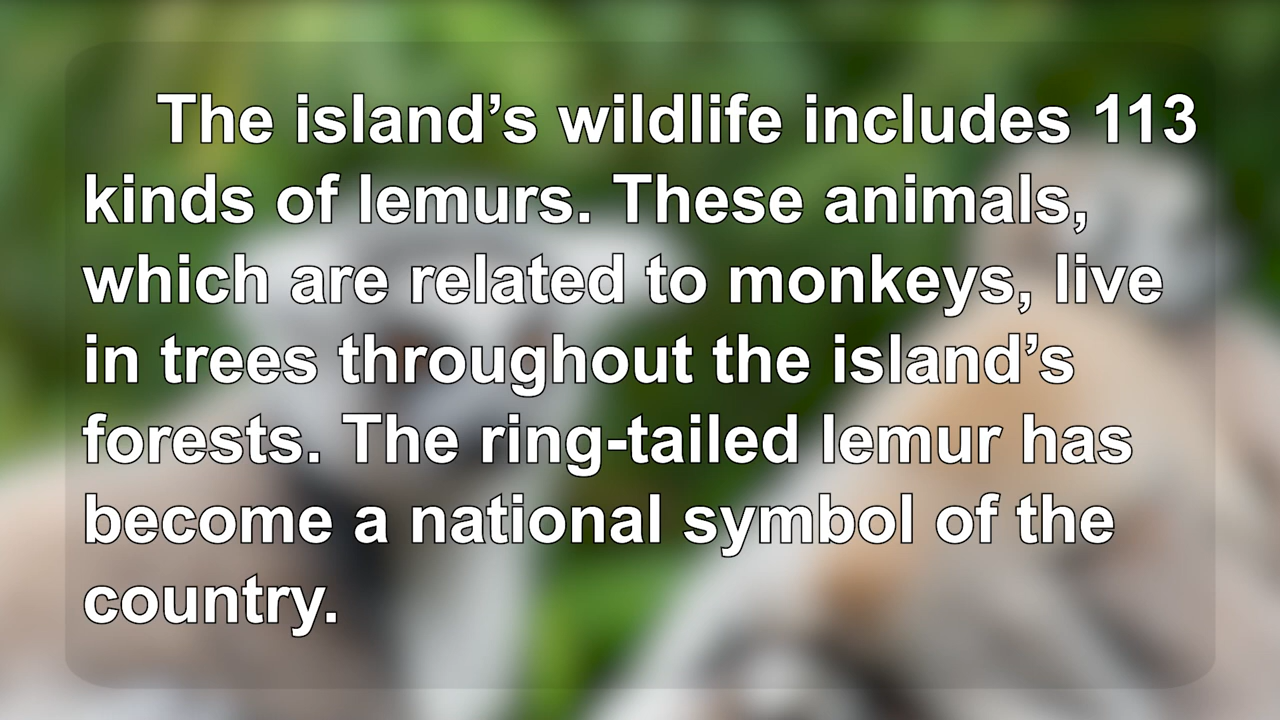 The island’s wildlife includes 113
kinds of lemurs. These animals,
which are related to monkeys, live
in trees throughout the island’s
forests. The ring-tailed lemur has
become a national symbol of the
country.